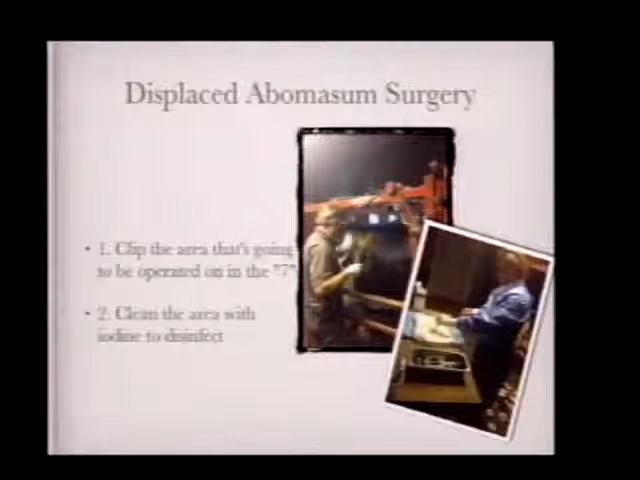 Displaced Abomasum Surgery
• 1. Clip the area that's going
to be operated on in the "7"
• 2. Clean the area with
iodine to disinfect